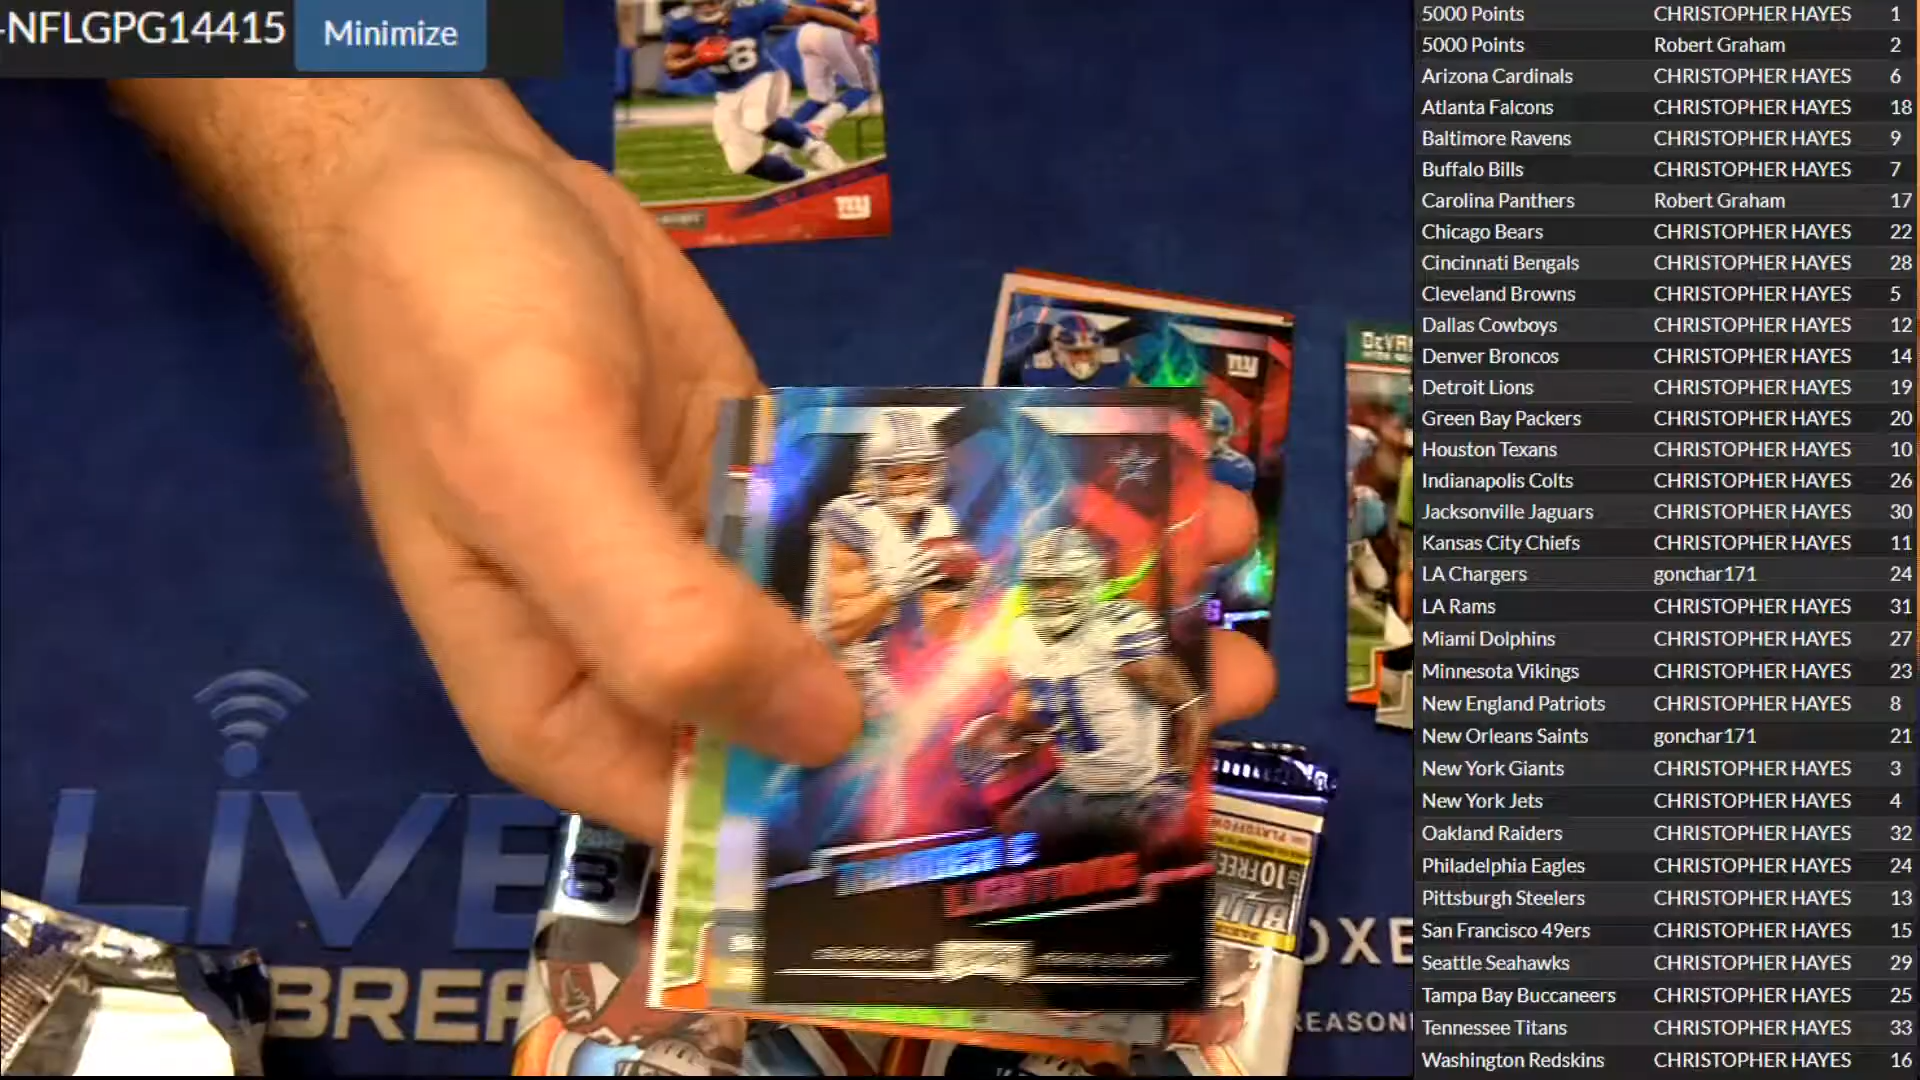 -NFLGPG14415 Minimize
5000 Points CHRISTOPHER HAYES 1
5000 Points Robert Graham 2
Arizona Cardinals CHRISTOPHER HAYES 6
Atlanta Falcons CHRISTOPHER HAYES 18
Baltimore Ravens CHRISTOPHER HAYES 9
Buffalo Bills CHRISTOPHER HAYES 7
Carolina Panthers Robert Graham 17
Chicago Bears CHRISTOPHER HAYES 22
Cincinnati Bengals CHRISTOPHER HAYES 28
Cleveland Browns CHRISTOPHER HAYES 5
Dallas Cowboys CHRISTOPHER HAYES 12
Denver Broncos CHRISTOPHER HAYES 14
Detroit Lions CHRISTOPHER HAYES 19
Green Bay Packers CHRISTOPHER HAYES 20
Houston Texans CHRISTOPHER HAYES 10
Indianapolis Colts CHRISTOPHER HAYES 26
Jacksonville Jaguars CHRISTOPHER HAYES 30
Kansas City Chiefs CHRISTOPHER HAYES 11
LA Chargers gonchar171 24
LA Rams CHRISTOPHER HAYES 31
Miami Dolphins CHRISTOPHER HAYES 27
Minnesota Vikings CHRISTOPHER HAYES 23
New England Patriots CHRISTOPHER HAYES 8
New Orleans Saints gonchar171 21
New York Giants CHRISTOPHER HAYES 3
New York Jets CHRISTOPHER HAYES 4
Oakland Raiders CHRISTOPHER HAYES 32
Philadelphia Eagles CHRISTOPHER HAYES 24
Pittsburgh Steelers CHRISTOPHER HAYES 13
San Francisco 49ers CHRISTOPHER HAYES 15
Seattle Seahawks CHRISTOPHER HAYES 29
Tampa Bay Buccaneers CHRISTOPHER HAYES 25
Tennessee Titans CHRISTOPHER HAYES 33
Washington Redskins CHRISTOPHER HAYES 16
LIVE
BREA
OXE
REASON